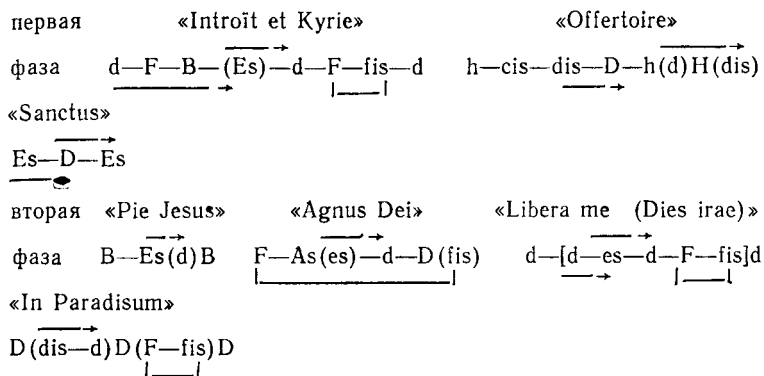 первая «Introït et Kyrie» «Offertoire»
фаза d—F—B—(Es)—d—F—fis—d h—cis—dis—D—h(d)H(dis)
«Sanctus»
Es—D—Es
вторая «Pie Jesus» «Agnus Dei» «Libera me (Dies irae)»
фаза B—Es(d)B F—As(es)—d—D(fis) d—[d—es—d—F—fis]d
«In Paradisum»
D(dis—d)D(F—fis)D